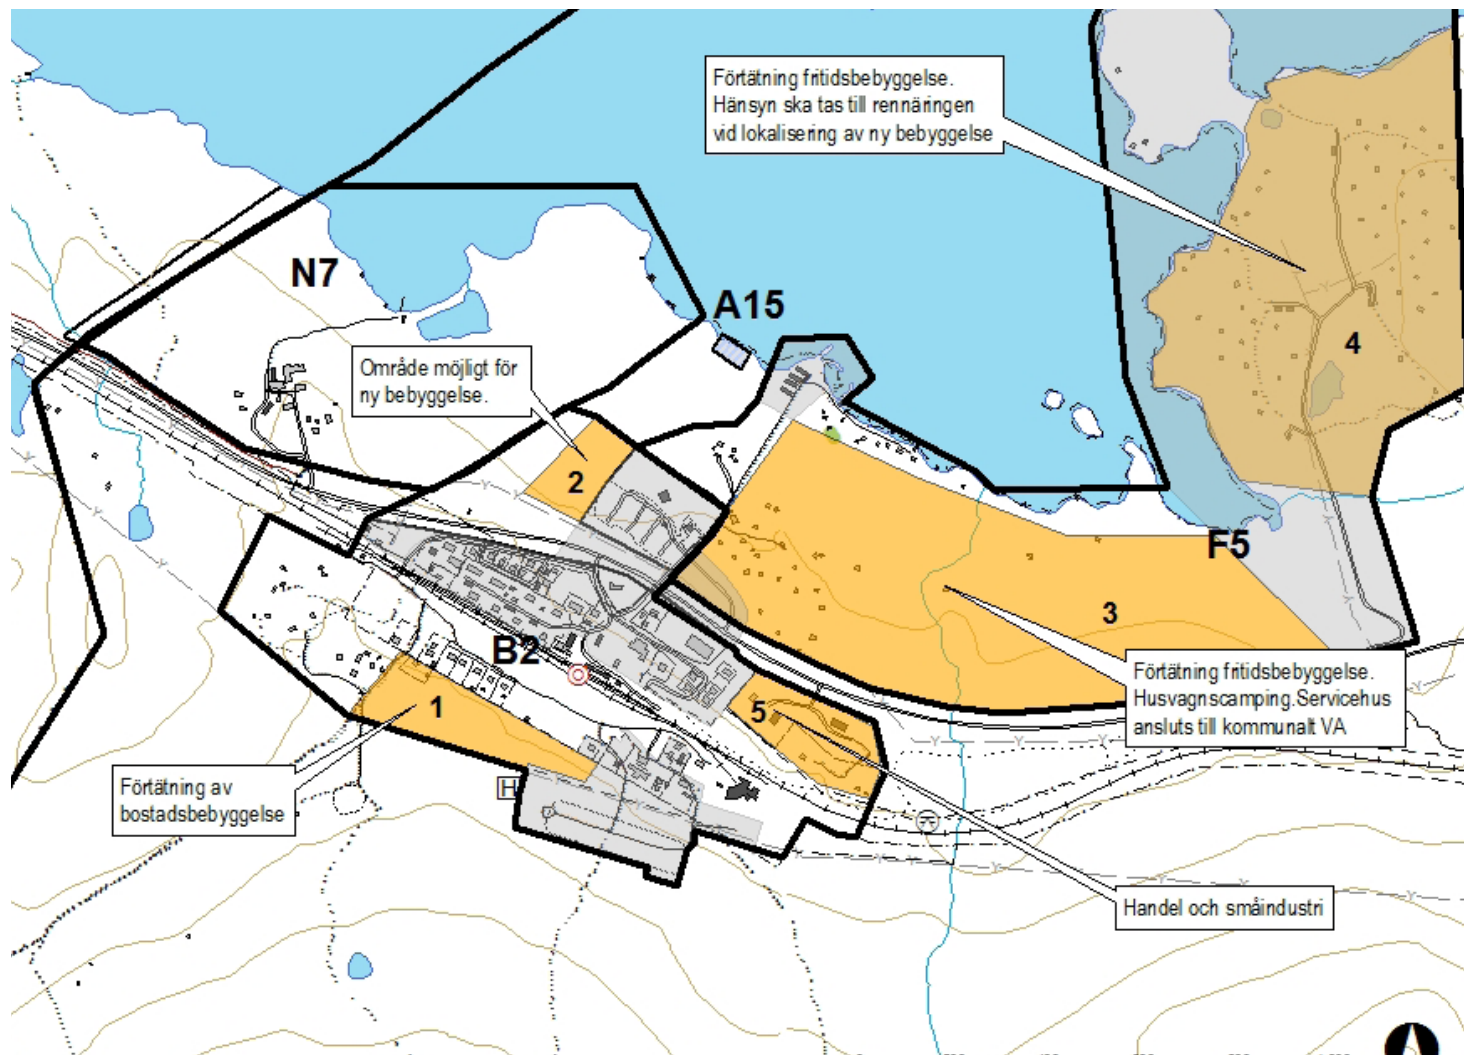 Förtätning fritidsbebyggelse.
Hänsyn ska tas till rennäringen
vid lokalisering av ny bebyggelse
N7
A15
4
Område möjligt för
ny bebyggelse.
2
F5
3
B2
Förtätning fritidsbebyggelse.
Husvagnscamping.Servicehus
ansluts till kommunalt VA
1
5
Förtätning av
bostadsbebyggelse
H
Handel och småindustri